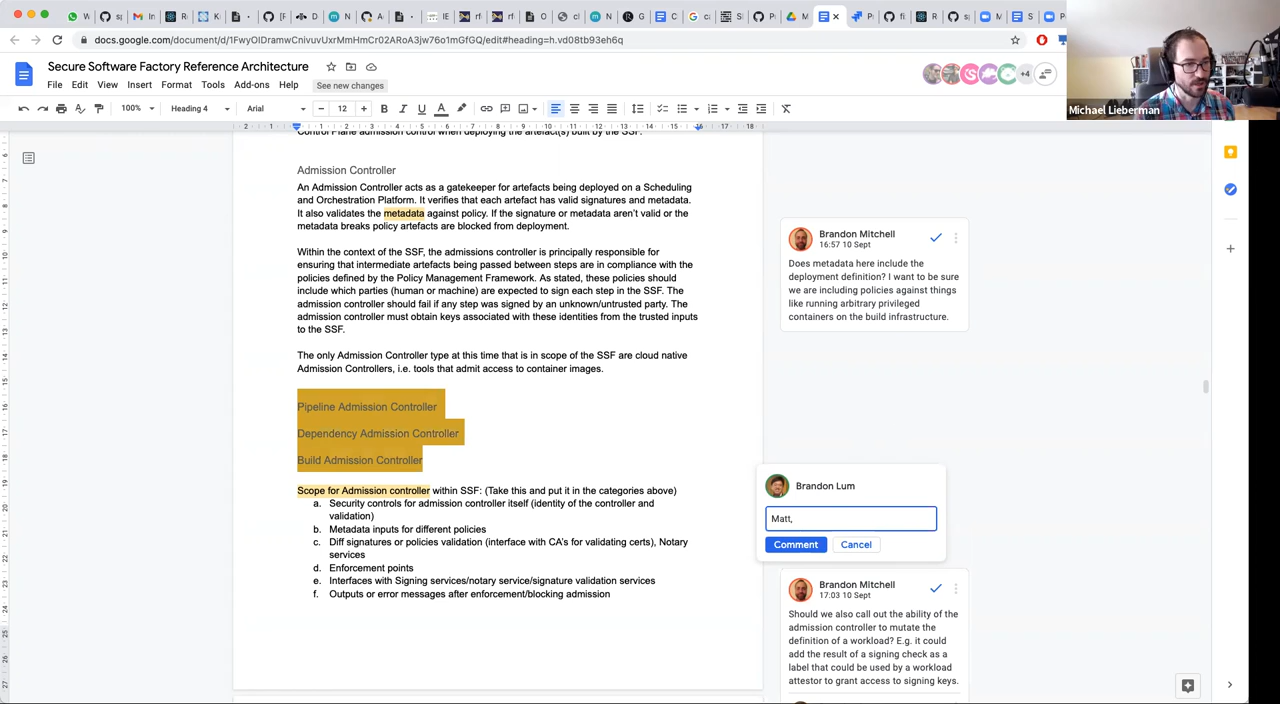 docs.google.com/document/d/1FwyOIDramwCnivuvUxrMmHmCr02ARoA3jw76o1mGfGQ/edit#heading=h.vd08tb93eh6q
Secure Software Factory Reference Architecture
File Edit View Insert Format Tools Add-ons Help See new changes
+4
100% Heading 4 Arial 12
Michael Lieberman
Control Plane admission control when deploying the artefact(s) built by the SSF.
Admission Controller
An Admission Controller acts as a gatekeeper for artefacts being deployed on a Scheduling
and Orchestration Platform. It verifies that each artefact has valid signatures and metadata.
It also validates the metadata against policy. If the signature or metadata aren't valid or the
metadata breaks policy artefacts are blocked from deployment.
Within the context of the SSF, the admissions controller is principally responsible for
ensuring that intermediate artefacts being passed between steps are in compliance with the
policies defined by the Policy Management Framework. As stated, these policies should
include which parties (human or machine) are expected to sign each step in the SSF. The
admission controller should fail if any step was signed by an unknown/untrusted party. The
admission controller must obtain keys associated with these identities from the trusted inputs
to the SSF.
The only Admission Controller type at this time that is in scope of the SSF are cloud native
Admission Controllers, i.e. tools that admit access to container images.
Pipeline Admission Controller
Dependency Admission Controller
Build Admission Controller
Scope for Admission controller within SSF: (Take this and put it in the categories above)
a. Security controls for admission controller itself (identity of the controller and
validation)
b. Metadata inputs for different policies
c. Diff signatures or policies validation (interface with CA's for validating certs), Notary
services
d. Enforcement points
e. Interfaces with Signing services/notary service/signature validation services
f. Outputs or error messages after enforcement/blocking admission
Brandon Mitchell
16:57 10 Sept
Does metadata here include the
deployment definition? I want to be sure
we are including policies against things
like running arbitrary privileged
containers on the build infrastructure.
Brandon Lum
Matt,
Comment Cancel
Brandon Mitchell
17:03 10 Sept
Should we also call out the ability of the
admission controller to mutate the
definition of a workload? E.g. it could
add the result of a signing check as a
label that could be used by a workload
attestor to grant access to signing keys.